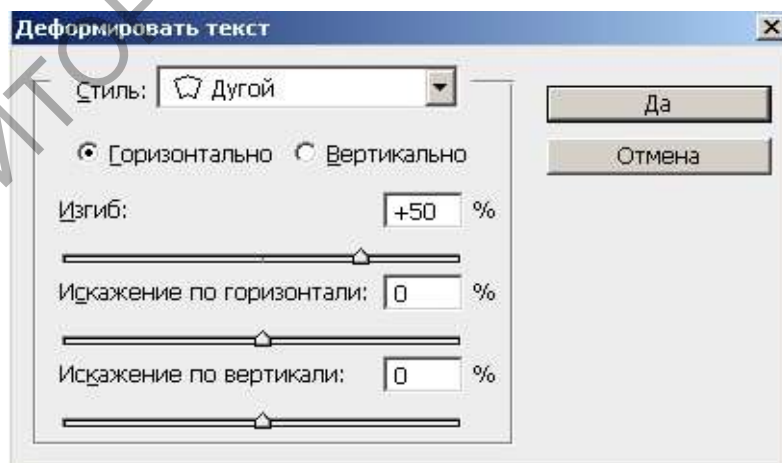 Деформировать текст
Стиль: Дугой
Да
Горизонтально Вертикально
Отмена
Изгиб: +50 %
Искажение по горизонтали: 0 %
Искажение по вертикали: 0 %